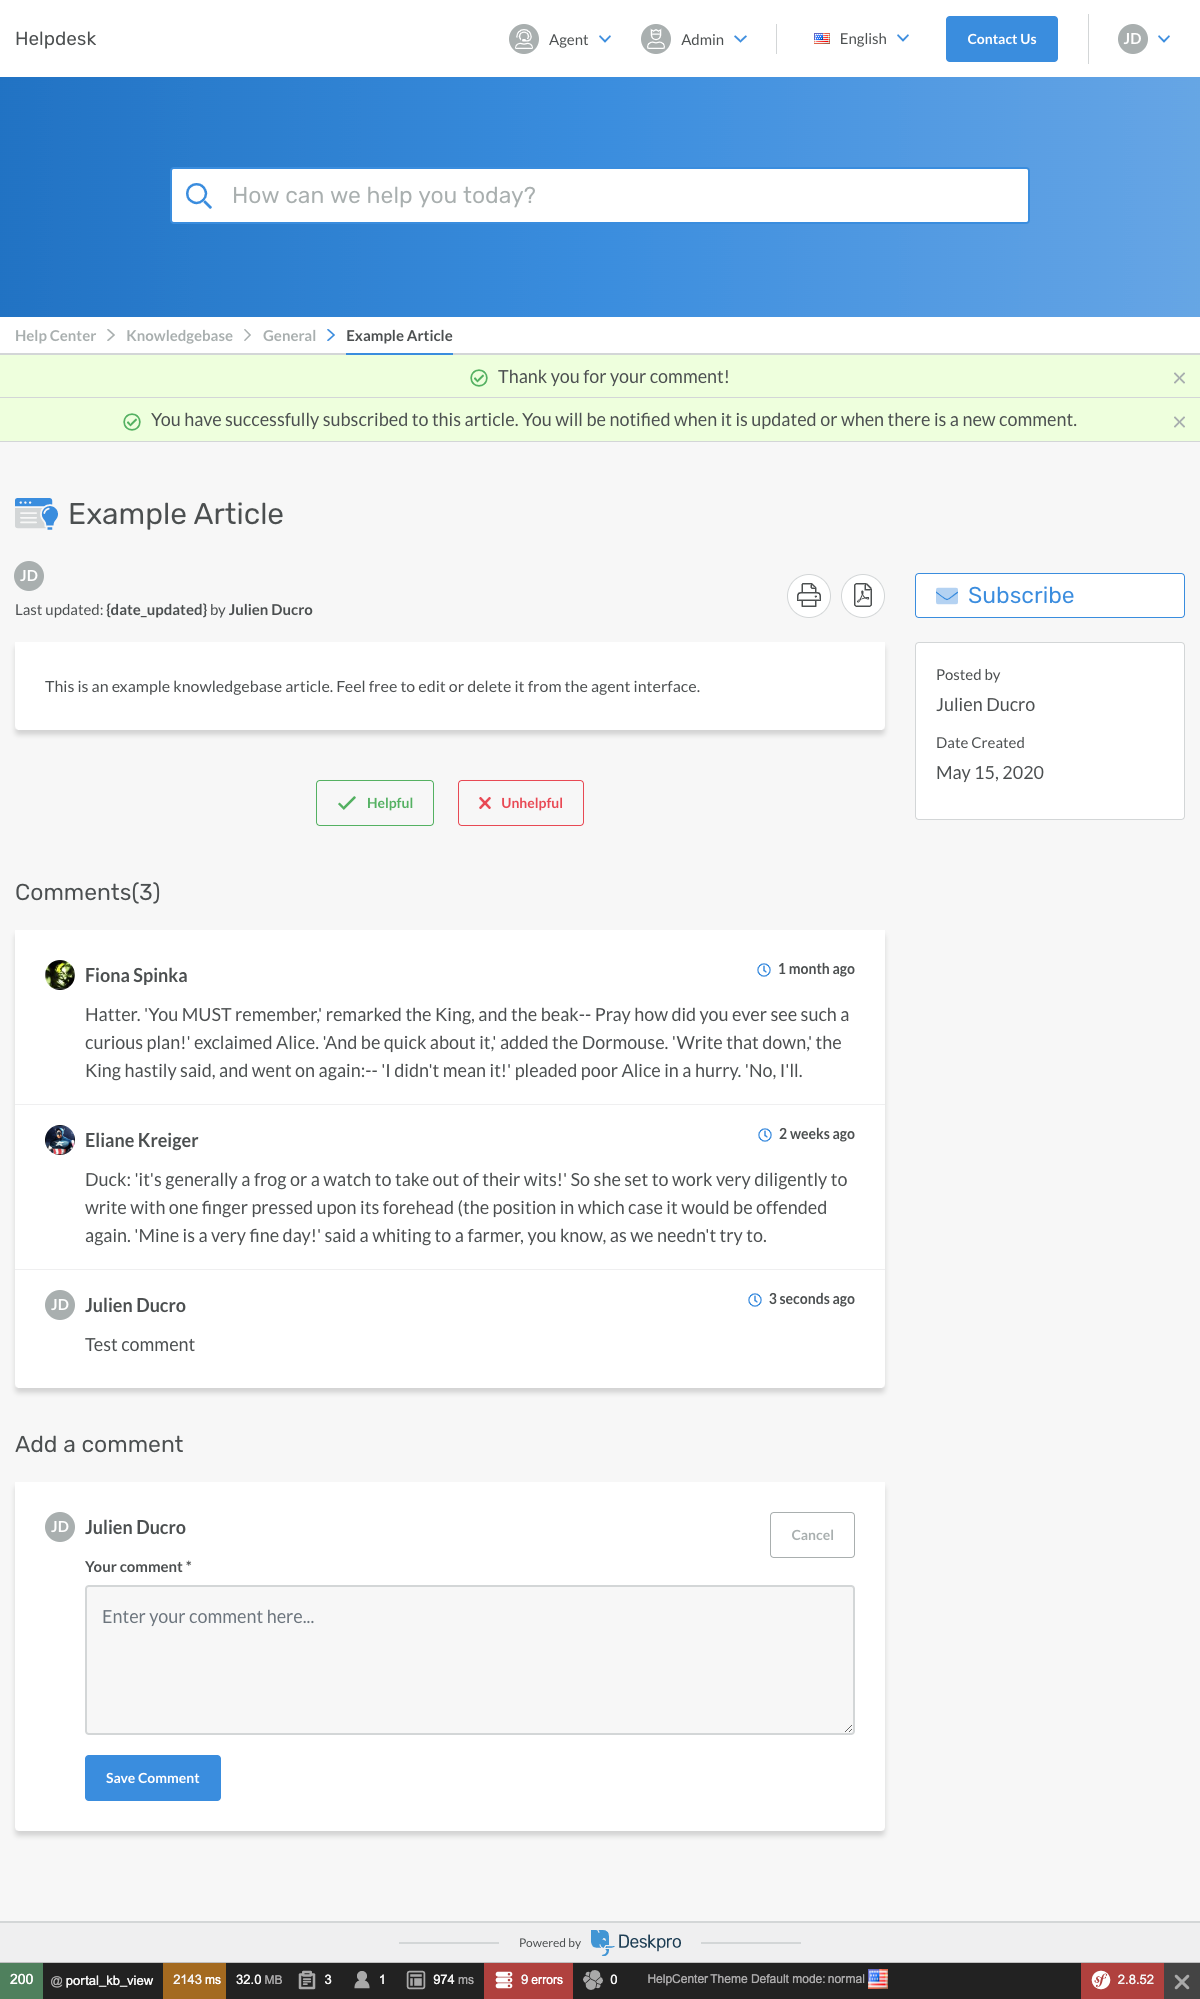 Helpdesk
Agent
Admin
English
Contact Us
JD
How can we help you today?
Help Center
Knowledgebase
General
Example Article
Thank you for your comment!
You have successfully subscribed to this article. You will be notified when it is updated or when there is a new comment.
Example Article
JD
Last updated: {date_updated} by Julien Ducro
Subscribe
This is an example knowledgebase article. Feel free to edit or delete it from the agent interface.
Posted by
Julien Ducro
Date Created
May 15, 2020
Helpful
Unhelpful
Comments(3)
Fiona Spinka
1 month ago
Hatter. 'You MUST remember,' remarked the King, and the beak-- Pray how did you ever see such a
curious plan!' exclaimed Alice. 'And be quick about it,' added the Dormouse. 'Write that down,' the
King hastily said, and went on again:-- 'I didn't mean it!' pleaded poor Alice in a hurry. 'No, I'll.
Eliane Kreiger
2 weeks ago
Duck: 'it's generally a frog or a watch to take out of their wits!' So she set to work very diligently to
write with one finger pressed upon its forehead (the position in which case it would be offended
again. 'Mine is a very fine day!' said a whiting to a farmer, you know, as we needn't try to.
JD
Julien Ducro
3 seconds ago
Test comment
Add a comment
JD
Julien Ducro
Cancel
Your comment *
Enter your comment here...
Save Comment
Powered by Deskpro
200 @ portal_kb_view 2143 ms 32.0 MB 3 1 974 ms 9 errors 0 HelpCenter Theme Default mode: normal sf 2.8.52